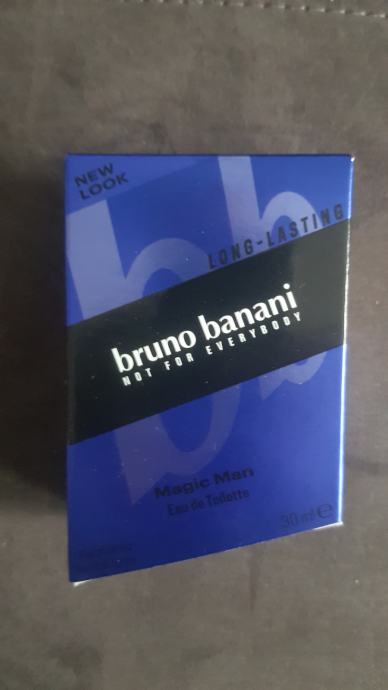 NEW
LOOK
LONG-LASTING
bruno banani
NOT FOR EVERYBODY
Magic Man
Eau de Toilette
30 ml e